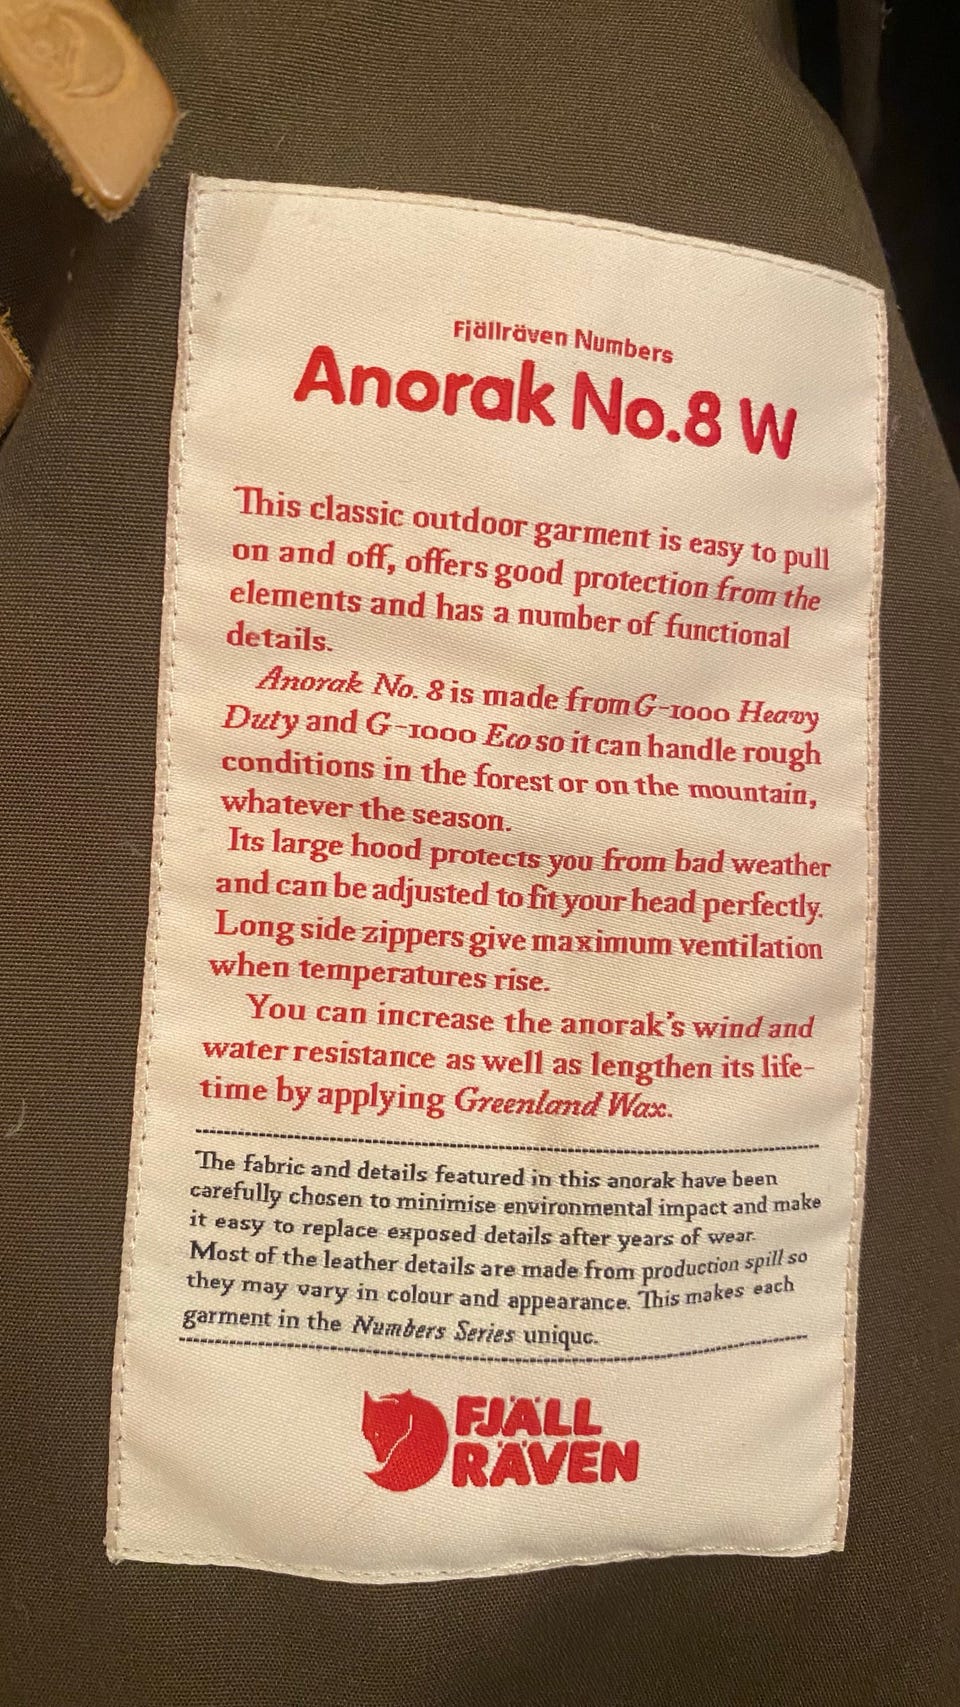 Fjällräven Numbers
Anorak No.8 W
This classic outdoor garment is easy to pull
on and off, offers good protection from the
elements and has a number of functional
details.
Anorak No. 8 is made from G-1000 Heavy
Duty and G-1000 Eco so it can handle rough
conditions in the forest or on the mountain,
whatever the season.
Its large hood protects you from bad weather
and can be adjusted to fit your head perfectly.
Long side zippers give maximum ventilation
when temperatures rise.
You can increase the anorak's wind and
water resistance as well as lengthen its life-
time by applying Greenland Wax.
The fabric and details featured in this anorak have been
carefully chosen to minimise environmental impact and make
it easy to replace exposed details after years of wear.
Most of the leather details are made from production spill so
they may vary in colour and appearance. This makes each
garment in the Numbers Series unique.
FJÄLL
RÄVEN